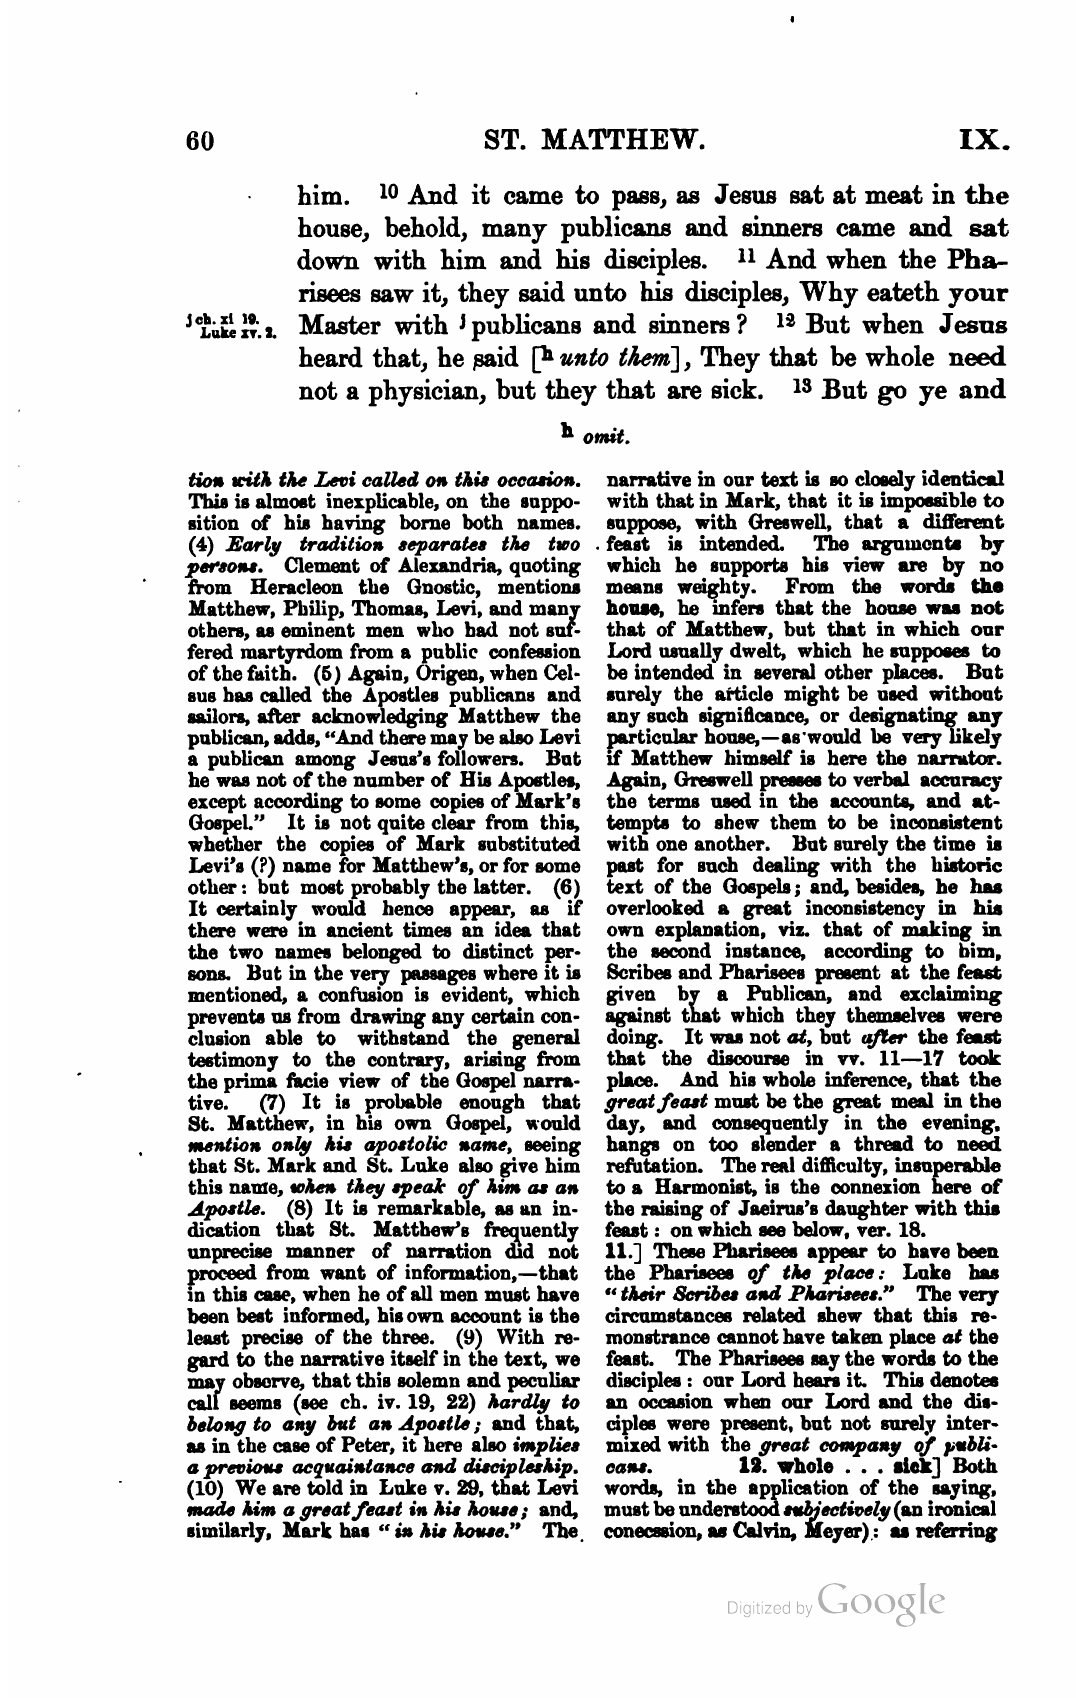 60 ST. MATTHEW. IX.
him. 10 And it came to pass, as Jesus sat at meat in the
house, behold, many publicans and sinners came and sat
down with him and his disciples. 11 And when the Pha-
risees saw it, they said unto his disciples, Why eateth your
j ch. xi 19.
Luke xv. 2.
Master with j publicans and sinners? 12 But when Jesus
heard that, he said [h unto them], They that be whole need
not a physician, but they that are sick. 13 But go ye and
h omit.
tion with the Levi called on this occasion.
This is almost inexplicable, on the suppo-
sition of his having borne both names.
(4) Early tradition separates the two
persons. Clement of Alexandria, quoting
from Heracleon the Gnostic, mentions
Matthew, Philip, Thomas, Levi, and many
others, as eminent men who had not suf-
fered martyrdom from a public confession
of the faith. (5) Again, Origen, when Cel-
sus has called the Apostles publicans and
sailors, after acknowledging Matthew the
publican, adds, “And there may be also Levi
a publican among Jesus's followers. But
he was not of the number of His Apostles,
except according to some copies of Mark's
Gospel.” It is not quite clear from this,
whether the copies of Mark substituted
Levi's (?) name for Matthew's, or for some
other: but most probably the latter. (6)
It certainly would hence appear, as if
there were in ancient times an idea that
the two names belonged to distinct per-
sons. But in the very passages where it is
mentioned, a confusion is evident, which
prevents us from drawing any certain con-
clusion able to withstand the general
testimony to the contrary, arising from
the prima facie view of the Gospel narra-
tive. (7) It is probable enough that
St. Matthew, in his own Gospel, would
mention only his apostolic name, seeing
that St. Mark and St. Luke also give him
this name, when they speak of him as an
Apostle. (8) It is remarkable, as an in-
dication that St. Matthew's frequently
unprecise manner of narration did not
proceed from want of information,—that
in this case, when he of all men must have
been best informed, his own account is the
least precise of the three. (9) With re-
gard to the narrative itself in the text, we
may observe, that this solemn and peculiar
call seems (see ch. iv. 19, 22) hardly to
belong to any but an Apostle; and that,
as in the case of Peter, it here also implies
a previous acquaintance and discipleship.
(10) We are told in Luke v. 29, that Levi
made him a great feast in his house; and,
similarly, Mark has “in his house.” The
narrative in our text is so closely identical
with that in Mark, that it is impossible to
suppose, with Greswell, that a different
feast is intended. The arguments by
which he supports his view are by no
means weighty. From the words the
house, he infers that the house was not
that of Matthew, but that in which our
Lord usually dwelt, which he supposes to
be intended in several other places. But
surely the article might be used without
any such significance, or designating any
particular house,—as would be very likely
if Matthew himself is here the narrator.
Again, Greswell presses to verbal accuracy
the terms used in the accounts, and at-
tempts to shew them to be inconsistent
with one another. But surely the time is
past for such dealing with the historic
text of the Gospels; and, besides, he has
overlooked a great inconsistency in his
own explanation, viz. that of making in
the second instance, according to him,
Scribes and Pharisees present at the feast
given by a Publican, and exclaiming
against that which they themselves were
doing. It was not at, but after the feast
that the discourse in vv. 11—17 took
place. And his whole inference, that the
great feast must be the great meal in the
day, and consequently in the evening,
hangs on too slender a thread to need
refutation. The real difficulty, insuperable
to a Harmonist, is the connexion here of
the raising of Jaeirus's daughter with this
feast: on which see below, ver. 18.
11.] These Pharisees appear to have been
the Pharisees of the place: Luke has
“their Scribes and Pharisees.” The very
circumstances related shew that this re-
monstrance cannot have taken place at the
feast. The Pharisees say the words to the
disciples: our Lord hears it. This denotes
an occasion when our Lord and the dis-
ciples were present, but not surely inter-
mixed with the great company of publi-
cans. 12. whole . . . sick] Both
words, in the application of the saying,
must be understood subjectively (an ironical
conecssion, as Calvin, Meyer): as referring
Digitized by Google